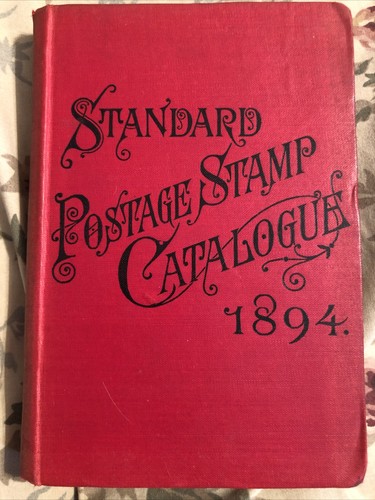 STANDARD
POSTAGE STAMP
CATALOGUE
1894.